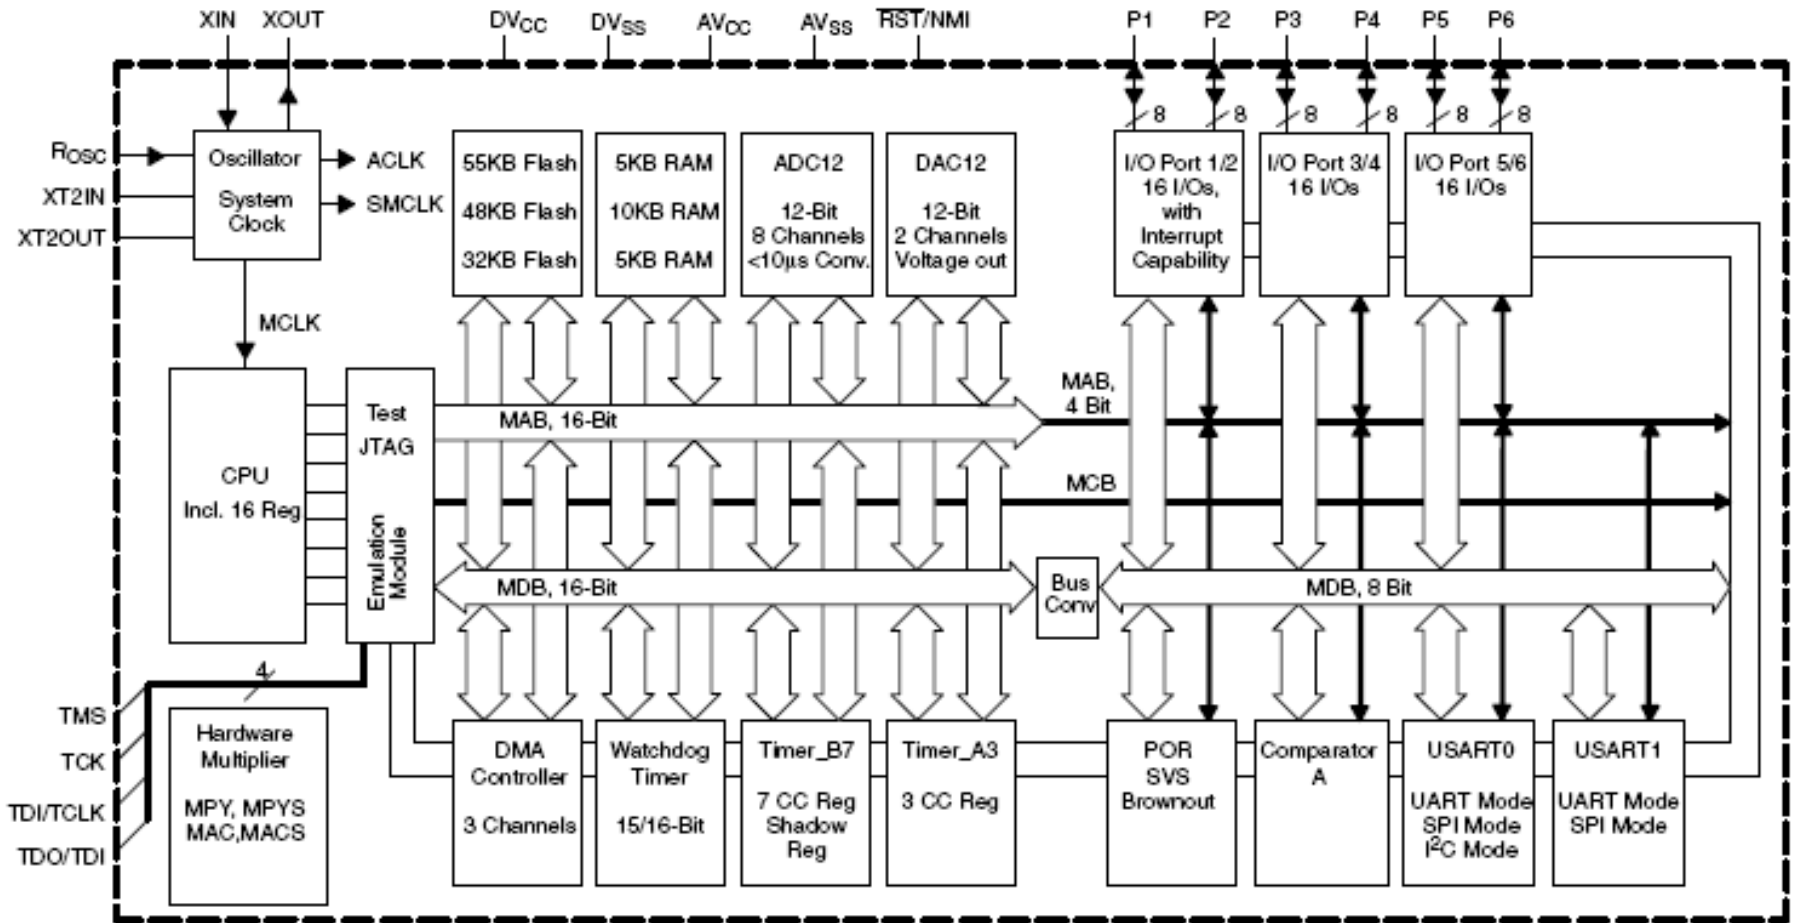 XIN
XOUT
DVCC
DVSS
AVCC
AVSS
RST/NMI
P1
P2
P3
P4
P5
P6
8
8
8
8
8
8
ROSC
XT2IN
XT2OUT
Oscillator
System
Clock
ACLK
SMCLK
MCLK
55KB Flash
48KB Flash
32KB Flash
5KB RAM
10KB RAM
5KB RAM
ADC12
12-Bit
8 Channels
<10µs Conv.
DAC12
12-Bit
2 Channels
Voltage out
I/O Port 1/2
16 I/Os,
with
Interrupt
Capability
I/O Port 3/4
16 I/Os
I/O Port 5/6
16 I/Os
CPU
Incl. 16 Reg
Test
JTAG
Emulation
Module
MAB, 16-Bit
MAB,
4 Bit
MCB
MDB, 16-Bit
Bus
Conv
MDB, 8 Bit
4
TMS
TCK
TDI/TCLK
TDO/TDI
Hardware
Multiplier
MPY, MPYS
MAC,MACS
DMA
Controller
3 Channels
Watchdog
Timer
15/16-Bit
Timer_B7
7 CC Reg
Shadow
Reg
Timer_A3
3 CC Reg
POR
SVS
Brownout
Comparator
A
USART0
UART Mode
SPI Mode
I²C Mode
USART1
UART Mode
SPI Mode